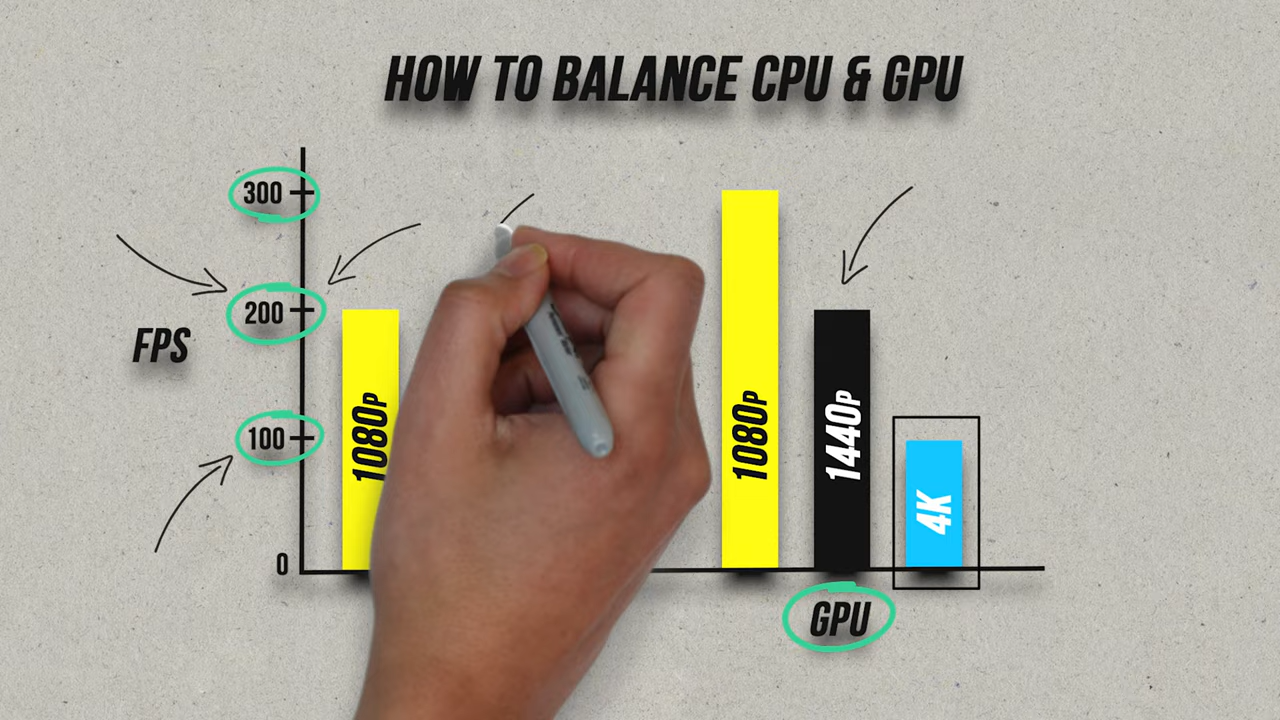 HOW TO BALANCE CPU & GPU
300
200
FPS
100
0
1080P
1080P
1440P
4K
GPU